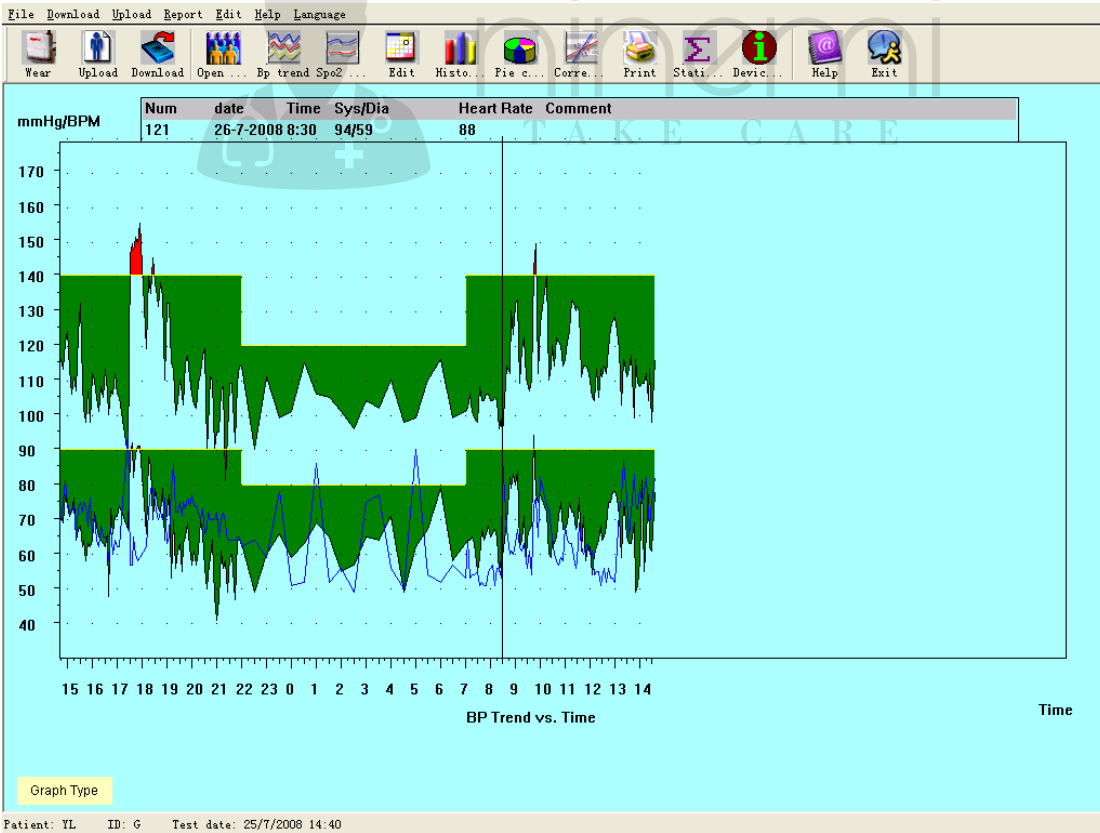 File Download Upload Report Edit Help Language
Wear Upload Download Open ... Bp trend Spo2 ... Edit Histo... Pie c... Corre... Print Stati... Devic... Help Exit
ninemi
TAKE CARE
Num date Time Sys/Dia Heart Rate Comment
121 26-7-2008 8:30 94/59 88
mmHg/BPM
170
160
150
140
130
120
110
100
90
80
70
60
50
40
15 16 17 18 19 20 21 22 23 0 1 2 3 4 5 6 7 8 9 10 11 12 13 14
Time
BP Trend vs. Time
Graph Type
Patient: YL ID: G Test date: 25/7/2008 14:40